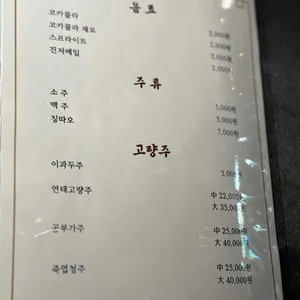 음료
코카콜라 2,000원
코카콜라 제로 2,000원
스프라이트 2,000원
진저에일 2,000원
주류
소주 5,000원
맥주 5,000원
칭따오 7,000원
고량주
이과두주 5,000원
연태고량주 中 22,000원
大 35,000원
공부가주 中 25,000원
大 40,000원
죽엽청주 中 25,000원
大 40,000원